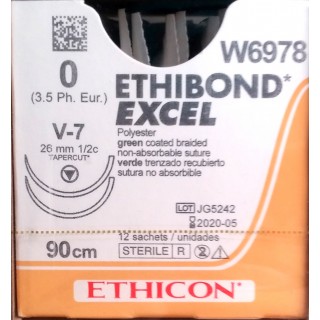 W6978
0
(3.5 Ph. Eur.)
ETHIBOND*
EXCEL
V-7
26 mm 1/2c
TAPERCUT*
Polyester
green coated braided
non-absorbable suture
verde trenzado recubierto
sutura no absorbible
LOT JG5242
2020-05
90cm
12 sachets / unidades
STERILE R 2
ETHICON*